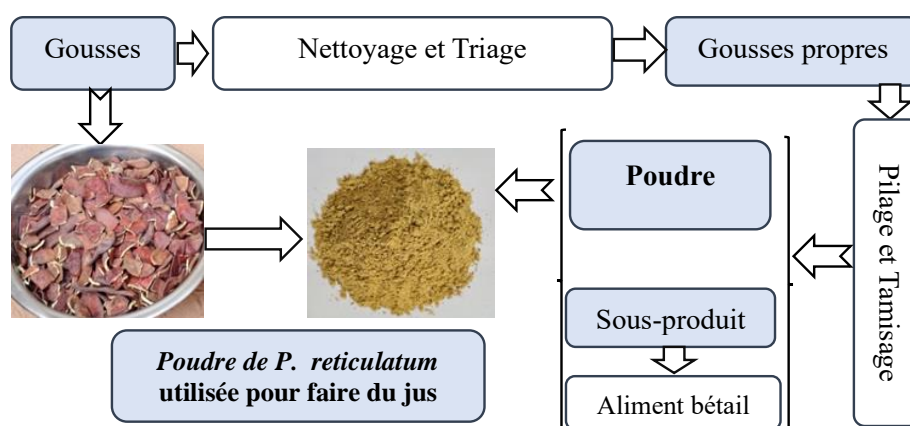 Gousses
Nettoyage et Triage
Gousses propres
Pilage et Tamisage
Poudre
Sous-produit
Aliment bétail
Poudre de P. reticulatum
utilisée pour faire du jus